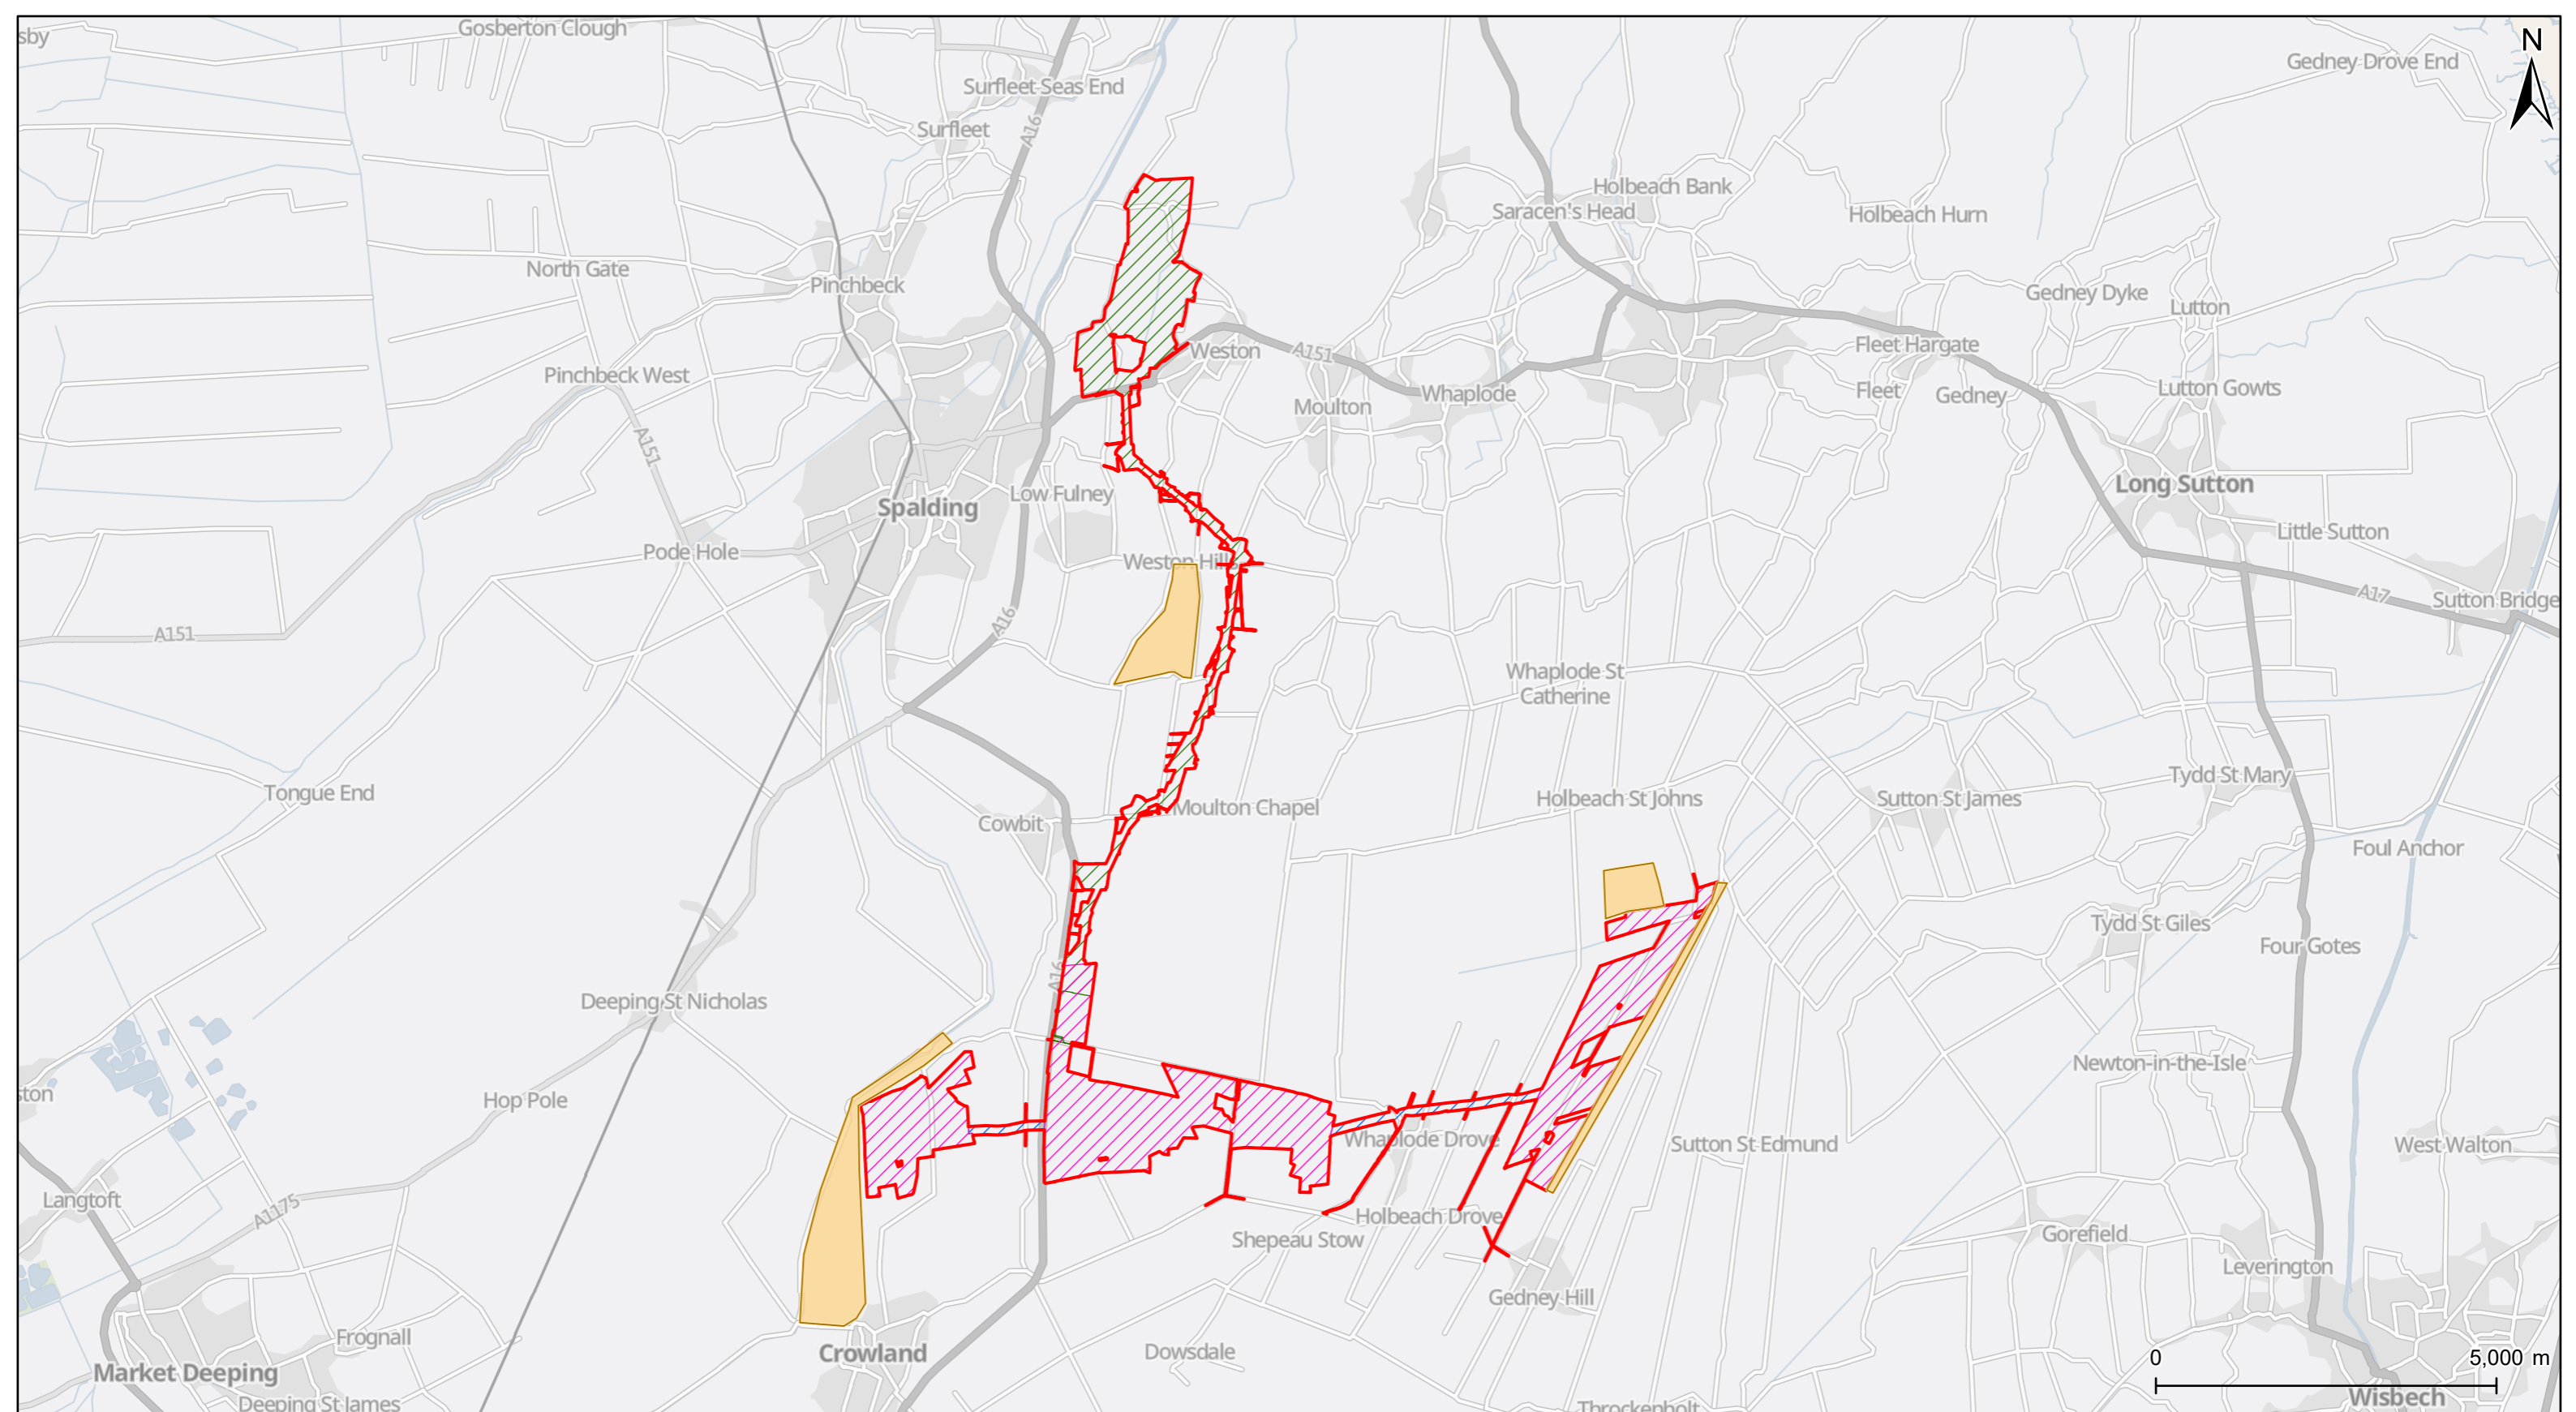 Gosberton Clough
sby
N
Gedney Drove End
Surfleet Seas End
A16
Surfleet
Holbeach Bank
Saracen's Head
Holbeach Hurn
North Gate
Pinchbeck
Gedney Dyke
Lutton
Weston
A151
Fleet Hargate
Pinchbeck West
Whaplode
Fleet
Gedney
Lutton Gowts
Moulton
A151
Long Sutton
Low Fulney
Spalding
Little Sutton
Pode Hole
Weston Hills
A17
Sutton Bridge
A16
A151
Whaplode St
Catherine
Tydd St Mary
Tongue End
Holbeach St Johns
Sutton St James
Moulton Chapel
Cowbit
Foul Anchor
Tydd St Giles
Four Gotes
A16
Deeping St Nicholas
Newton-in-the-Isle
ston
Hop Pole
Whaplode Drove
Sutton St Edmund
West Walton
Langtoft
A1175
Holbeach Drove
Shepeau Stow
Gorefield
Leverington
Gedney Hill
Frognall
Crowland
Dowsdale
0
5,000 m
Market Deeping
Wisbech
Deeping St James
Throckenholt